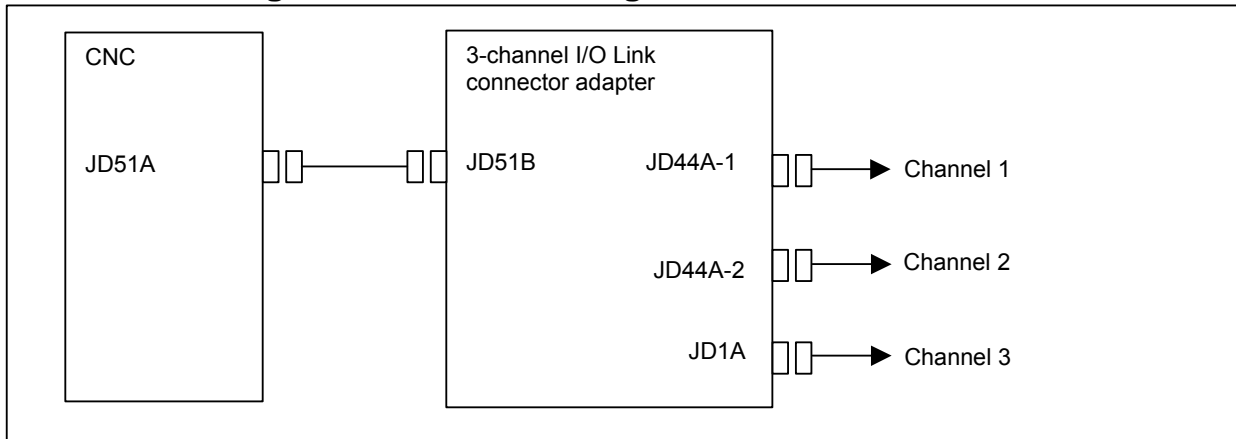 CNC
3-channel I/O Link
connector adapter
JD51A
JD51B
JD44A-1
Channel 1
JD44A-2
Channel 2
JD1A
Channel 3